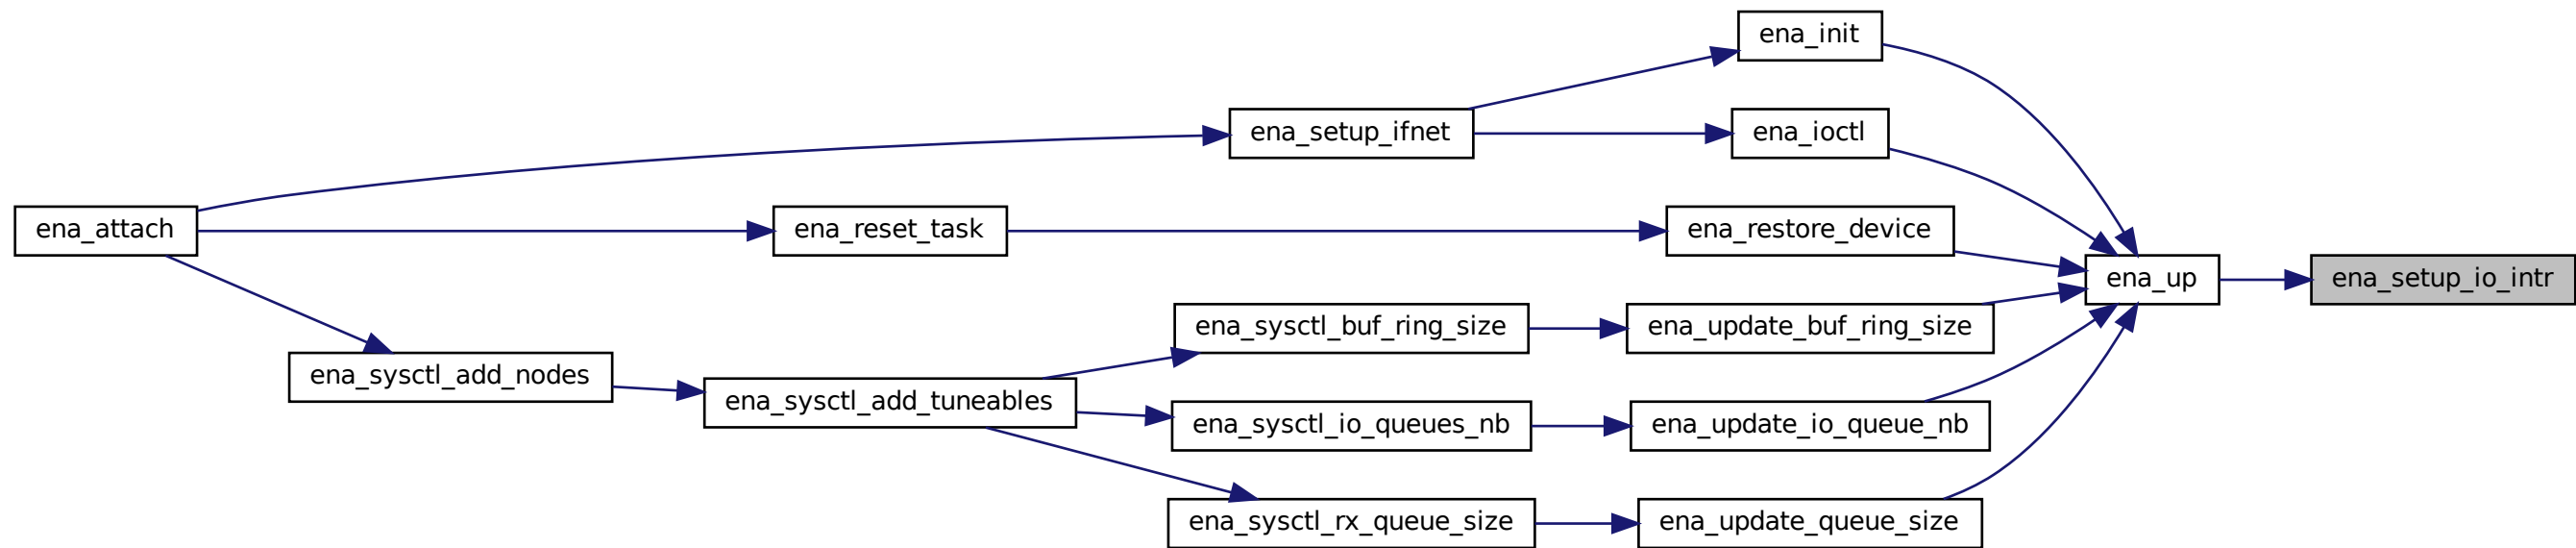 ena_init
ena_setup_ifnet
ena_ioctl
ena_attach
ena_reset_task
ena_restore_device
ena_up
ena_setup_io_intr
ena_sysctl_buf_ring_size
ena_update_buf_ring_size
ena_sysctl_add_nodes
ena_sysctl_add_tuneables
ena_sysctl_io_queues_nb
ena_update_io_queue_nb
ena_sysctl_rx_queue_size
ena_update_queue_size